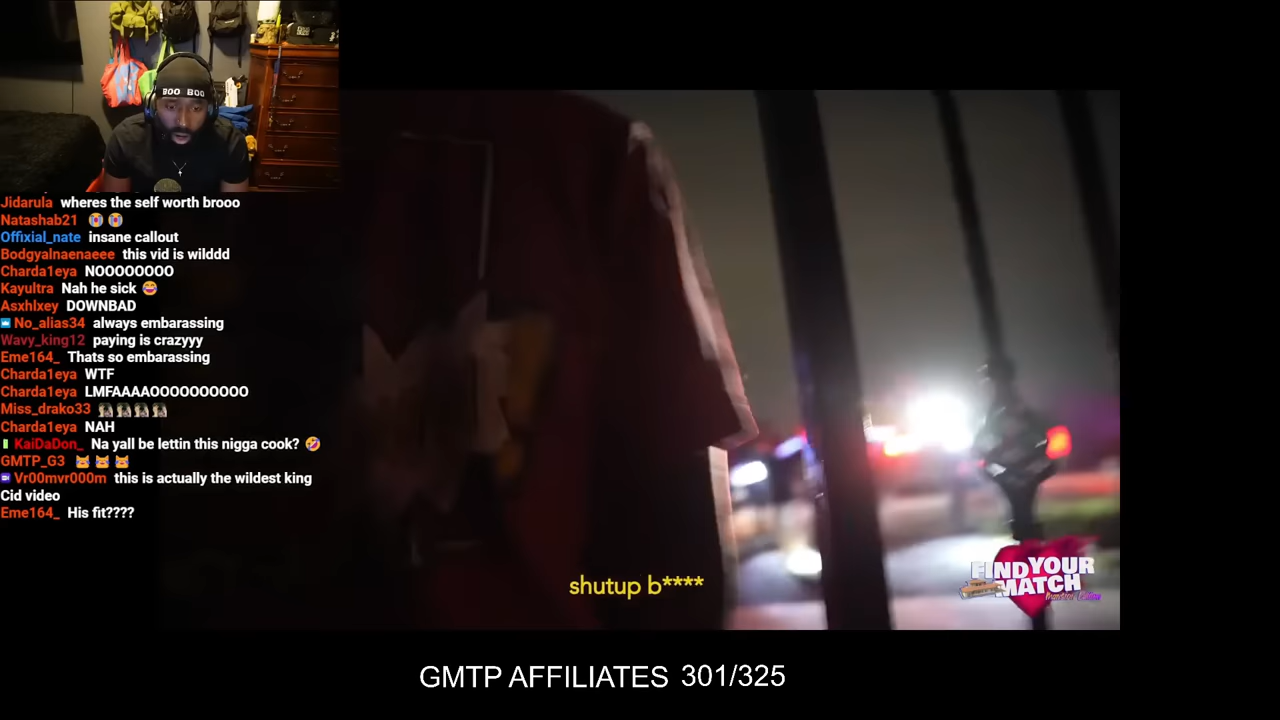 BOO BOO
Jidarula wheres the self worth brooo
Natashab21 😭 😭
Offixial_nate insane callout
Bodgyalnaenaeee this vid is wilddd
Charda1eya NOOOOOOOO
Kayultra Nah he sick 😂
Asxhlxey DOWNBAD
No_alias34 always embarassing
Wavy_king12 paying is crazyyy
Eme164_ Thats so embarassing
Charda1eya WTF
Charda1eya LMFAAAAOOOOOOOOOO
Miss_drako33
Charda1eya NAH
KaiDaDon_ Na yall be lettin this nigga cook? 🤣
GMTP_G3 😹 😹 😹
Vr00mvr000m this is actually the wildest king
Cid video
Eme164_ His fit????
shutup b****
FIND YOUR
MATCH
GMTP AFFILIATES 301/325